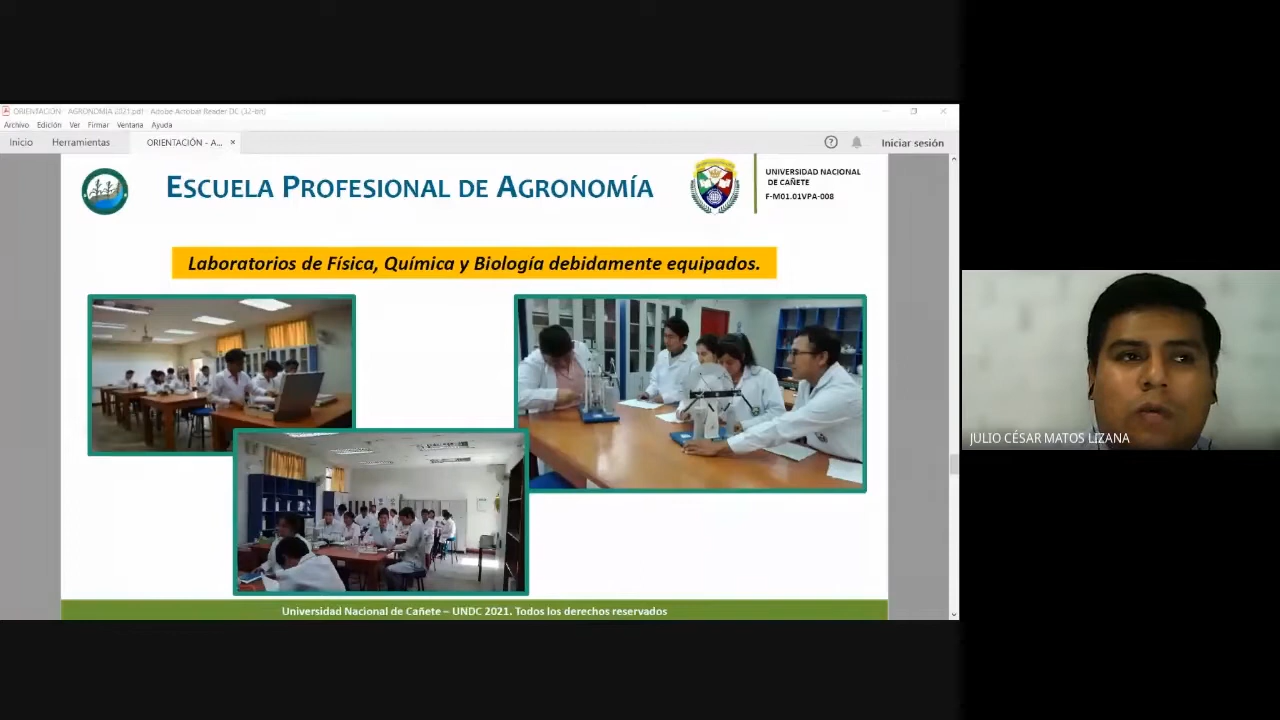 ORIENTACIÓN - AGRONOMÍA 2021.pdf - Adobe Acrobat Reader DC (32-bit)
Archivo Edición Ver Firmar Ventana Ayuda
Inicio Herramientas ORIENTACIÓN - A... × Iniciar sesión
ESCUELA PROFESIONAL DE AGRONOMÍA
UNIVERSIDAD NACIONAL
DE CAÑETE
F-M01.01VPA-008
Laboratorios de Física, Química y Biología debidamente equipados.
JULIO CÉSAR MATOS LIZANA
Universidad Nacional de Cañete – UNDC 2021. Todos los derechos reservados